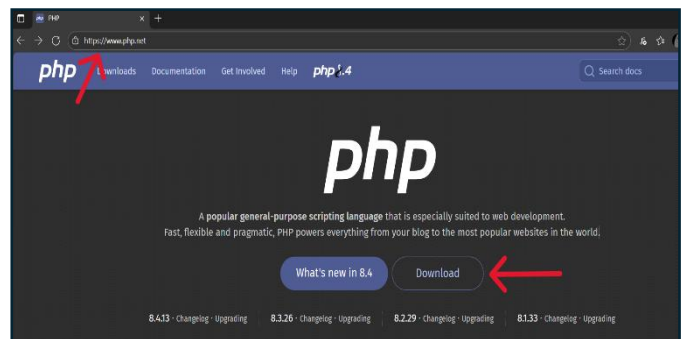 PHP
https://www.php.net
php Downloads Documentation Get Involved Help php 8.4 Search docs
php
A popular general-purpose scripting language that is especially suited to web development.
Fast, flexible and pragmatic, PHP powers everything from your blog to the most popular websites in the world.
What's new in 8.4 Download
8.4.13 · Changelog · Upgrading 8.3.26 · Changelog · Upgrading 8.2.29 · Changelog · Upgrading 8.1.33 · Changelog · Upgrading